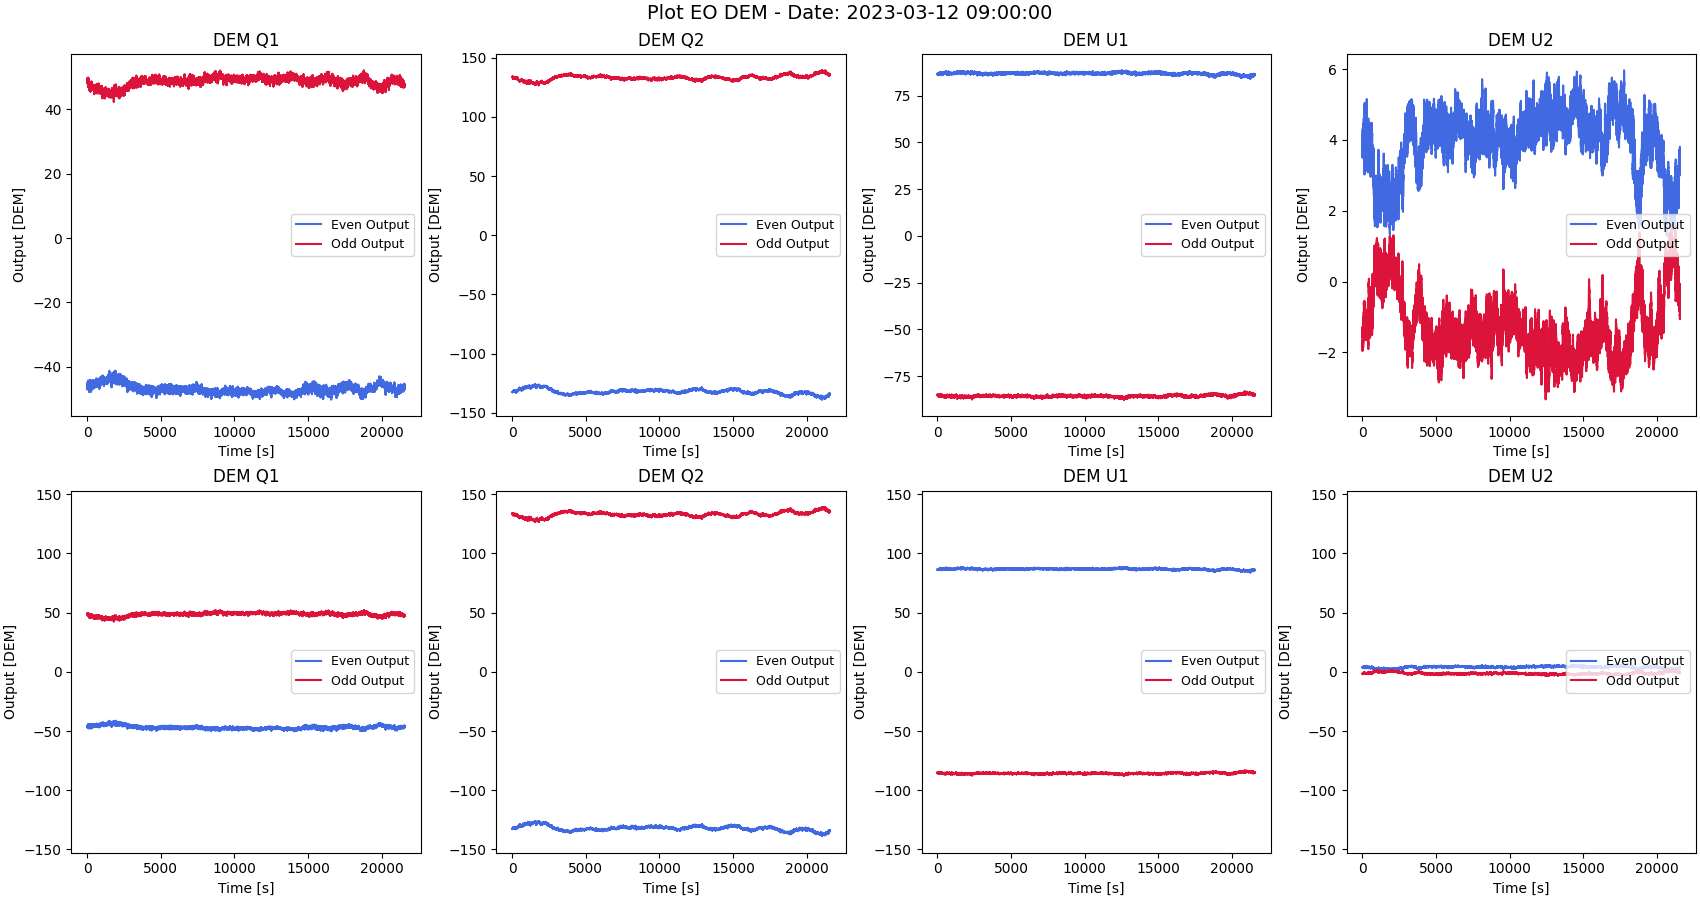 Plot EO DEM - Date: 2023-03-12 09:00:00
DEM Q1
DEM Q2
DEM U1
DEM U2
Output [DEM]
40
20
0
−20
−40
Even Output
Odd Output
0 5000 10000 15000 20000
Time [s]
Output [DEM]
150
100
50
0
−50
−100
−150
Even Output
Odd Output
0 5000 10000 15000 20000
Time [s]
Output [DEM]
75
50
25
0
−25
−50
−75
Even Output
Odd Output
0 5000 10000 15000 20000
Time [s]
Output [DEM]
6
4
2
0
−2
Even Output
Odd Output
0 5000 10000 15000 20000
Time [s]
DEM Q1
DEM Q2
DEM U1
DEM U2
Output [DEM]
150
100
50
0
−50
−100
−150
Even Output
Odd Output
0 5000 10000 15000 20000
Time [s]
Output [DEM]
150
100
50
0
−50
−100
−150
Even Output
Odd Output
0 5000 10000 15000 20000
Time [s]
Output [DEM]
150
100
50
0
−50
−100
−150
Even Output
Odd Output
0 5000 10000 15000 20000
Time [s]
Output [DEM]
150
100
50
0
−50
−100
−150
Even Output
Odd Output
0 5000 10000 15000 20000
Time [s]